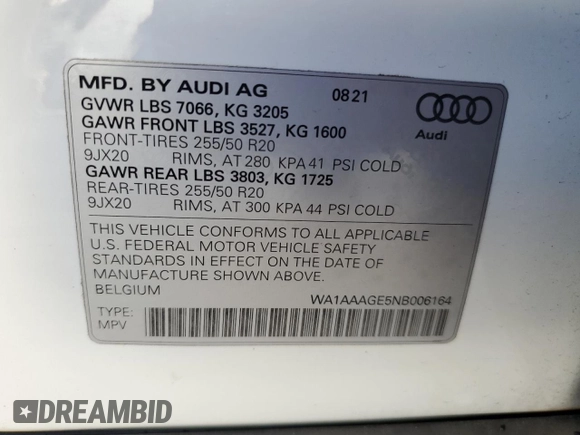 MFD. BY AUDI AG 0821
GVWR LBS 7066, KG 3205
GAWR FRONT LBS 3527, KG 1600
FRONT-TIRES 255/50 R20
9JX20 RIMS, AT 280 KPA 41 PSI COLD
GAWR REAR LBS 3803, KG 1725
REAR-TIRES 255/50 R20
9JX20 RIMS, AT 300 KPA 44 PSI COLD
Audi
THIS VEHICLE CONFORMS TO ALL APPLICABLE
U.S. FEDERAL MOTOR VEHICLE SAFETY
STANDARDS IN EFFECT ON THE DATE OF
MANUFACTURE SHOWN ABOVE.
BELGIUM WA1AAAGE5NB006164
TYPE:
MPV
DREAMBID